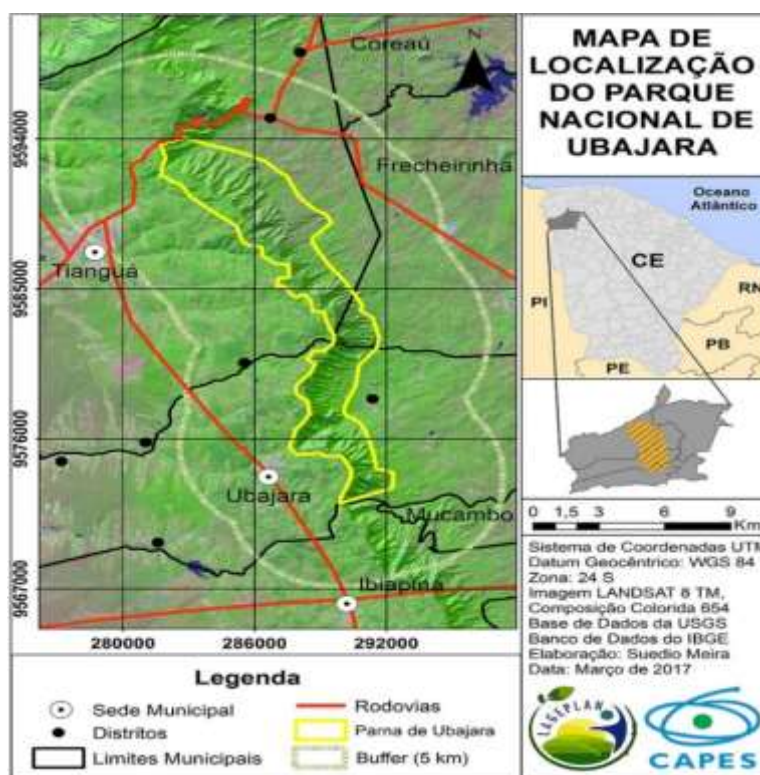 MAPA DE
LOCALIZAÇÃO
DO PARQUE
NACIONAL DE
UBAJARA
Coreaú
N
Frecheirinha
Tianguá
Ubajara
Mucambo
Ibiapina
9594000
9585000
9576000
9567000
280000
286000
292000
Oceano
Atlântico
CE
RN
PI
PB
PE
0 1,5 3 6 9
Km
Sistema de Coordenadas UTM
Datum Geocêntrico: WGS 84
Zona: 24 S
Imagem LANDSAT 8 TM,
Composição Colorida 654
Base de Dados da USGS
Banco de Dados do IBGE
Elaboração: Suedio Meira
Data: Março de 2017
Legenda
Sede Municipal
Distritos
Limites Municipais
Rodovias
Parna de Ubajara
Buffer (5 km)
LAGEPLAN
CAPES